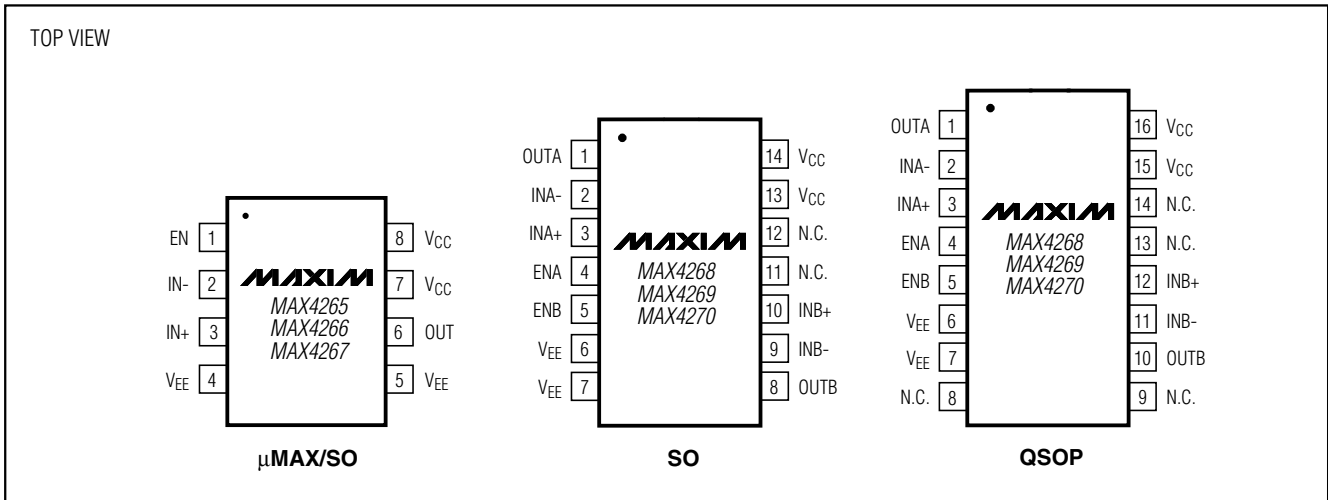 TOP VIEW
EN 1
IN- 2
IN+ 3
VEE 4
8 VCC
7 VCC
6 OUT
5 VEE
MAXIM
MAX4265
MAX4266
MAX4267
µMAX/SO
OUTA 1
INA- 2
INA+ 3
ENA 4
ENB 5
VEE 6
VEE 7
14 VCC
13 VCC
12 N.C.
11 N.C.
10 INB+
9 INB-
8 OUTB
MAXIM
MAX4268
MAX4269
MAX4270
SO
OUTA 1
INA- 2
INA+ 3
ENA 4
ENB 5
VEE 6
VEE 7
N.C. 8
16 VCC
15 VCC
14 N.C.
13 N.C.
12 INB+
11 INB-
10 OUTB
9 N.C.
MAXIM
MAX4268
MAX4269
MAX4270
QSOP